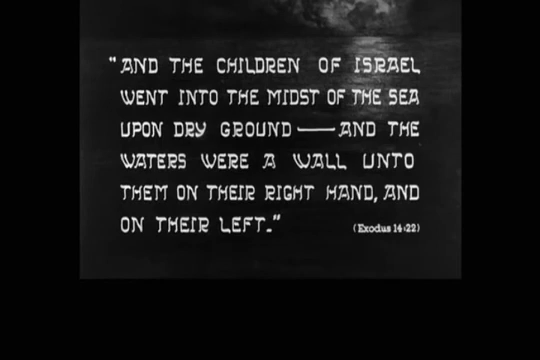 "AND THE CHILDREN OF ISRAEL
WENT INTO THE MIDST OF THE SEA
UPON DRY GROUND — AND THE
WATERS WERE A WALL UNTO
THEM ON THEIR RIGHT HAND, AND
ON THEIR LEFT."
(Exodus 14:22)